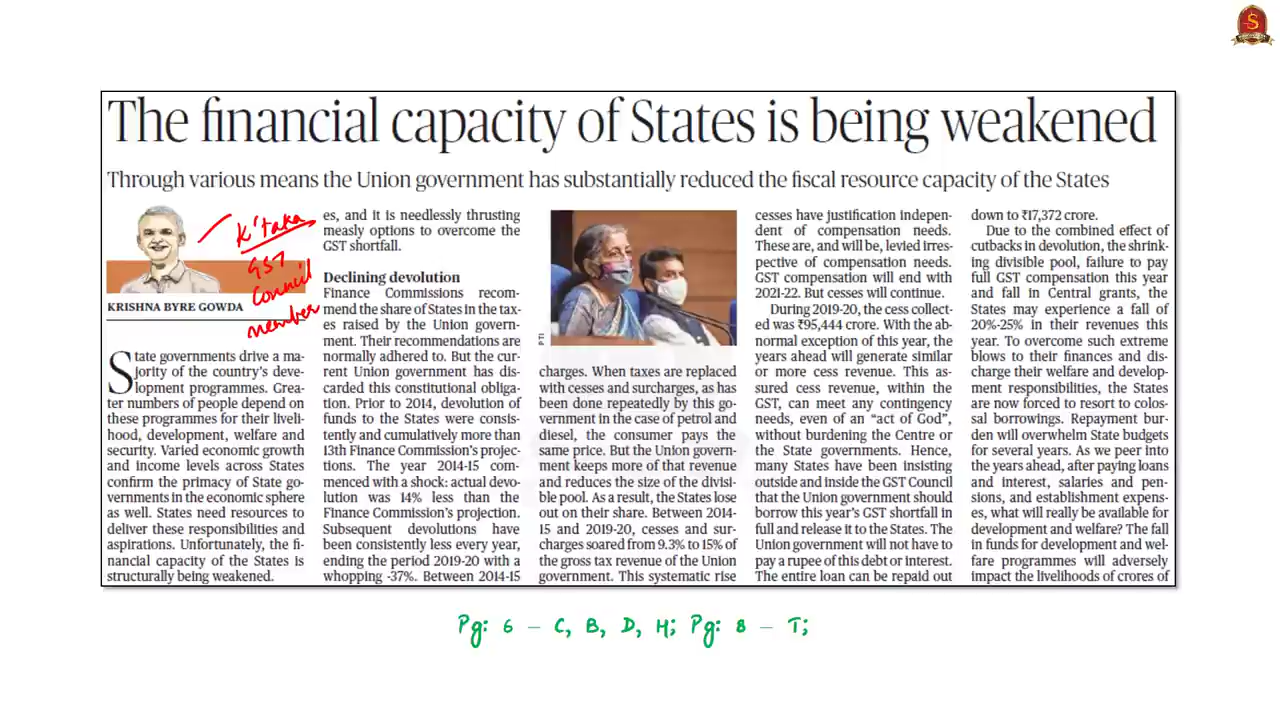 The financial capacity of States is being weakened
Through various means the Union government has substantially reduced the fiscal resource capacity of the States
K'taka
GST
Council
member
KRISHNA BYRE GOWDA
State governments drive a ma-
jority of the country's deve-
lopment programmes. Grea-
ter numbers of people depend on
these programmes for their liveli-
hood, development, welfare and
security. Varied economic growth
and income levels across States
confirm the primacy of State go-
vernments in the economic sphere
as well. States need resources to
deliver these responsibilities and
aspirations. Unfortunately, the fi-
nancial capacity of the States is
structurally being weakened.
es, and it is needlessly thrusting
measly options to overcome the
GST shortfall.
Declining devolution
Finance Commissions recom-
mend the share of States in the tax-
es raised by the Union govern-
ment. Their recommendations are
normally adhered to. But the cur-
rent Union government has dis-
carded this constitutional obliga-
tion. Prior to 2014, devolution of
funds to the States were consis-
tently and cumulatively more than
13th Finance Commission's projec-
tions. The year 2014-15 com-
menced with a shock: actual devo-
lution was 14% less than the
Finance Commission's projection.
Subsequent devolutions have
been consistently less every year,
ending the period 2019-20 with a
whopping -37%. Between 2014-15
PTI
charges. When taxes are replaced
with cesses and surcharges, as has
been done repeatedly by this go-
vernment in the case of petrol and
diesel, the consumer pays the
same price. But the Union govern-
ment keeps more of that revenue
and reduces the size of the divisi-
ble pool. As a result, the States lose
out on their share. Between 2014-
15 and 2019-20, cesses and sur-
charges soared from 9.3% to 15% of
the gross tax revenue of the Union
government. This systematic rise
cesses have justification indepen-
dent of compensation needs.
These are, and will be, levied irres-
pective of compensation needs.
GST compensation will end with
2021-22. But cesses will continue.
During 2019-20, the cess collect-
ed was ₹95,444 crore. With the ab-
normal exception of this year, the
years ahead will generate similar
or more cess revenue. This as-
sured cess revenue, within the
GST, can meet any contingency
needs, even of an "act of God",
without burdening the Centre or
the State governments. Hence,
many States have been insisting
outside and inside the GST Council
that the Union government should
borrow this year's GST shortfall in
full and release it to the States. The
Union government will not have to
pay a rupee of this debt or interest.
The entire loan can be repaid out
down to ₹17,372 crore.
Due to the combined effect of
cutbacks in devolution, the shrink-
ing divisible pool, failure to pay
full GST compensation this year
and fall in Central grants, the
States may experience a fall of
20%-25% in their revenues this
year. To overcome such extreme
blows to their finances and dis-
charge their welfare and develop-
ment responsibilities, the States
are now forced to resort to colos-
sal borrowings. Repayment bur-
den will overwhelm State budgets
for several years. As we peer into
the years ahead, after paying loans
and interest, salaries and pen-
sions, and establishment expens-
es, what will really be available for
development and welfare? The fall
in funds for development and wel-
fare programmes will adversely
impact the livelihoods of crores of
Pg: 6 – C, B, D, H; Pg: 8 – T;